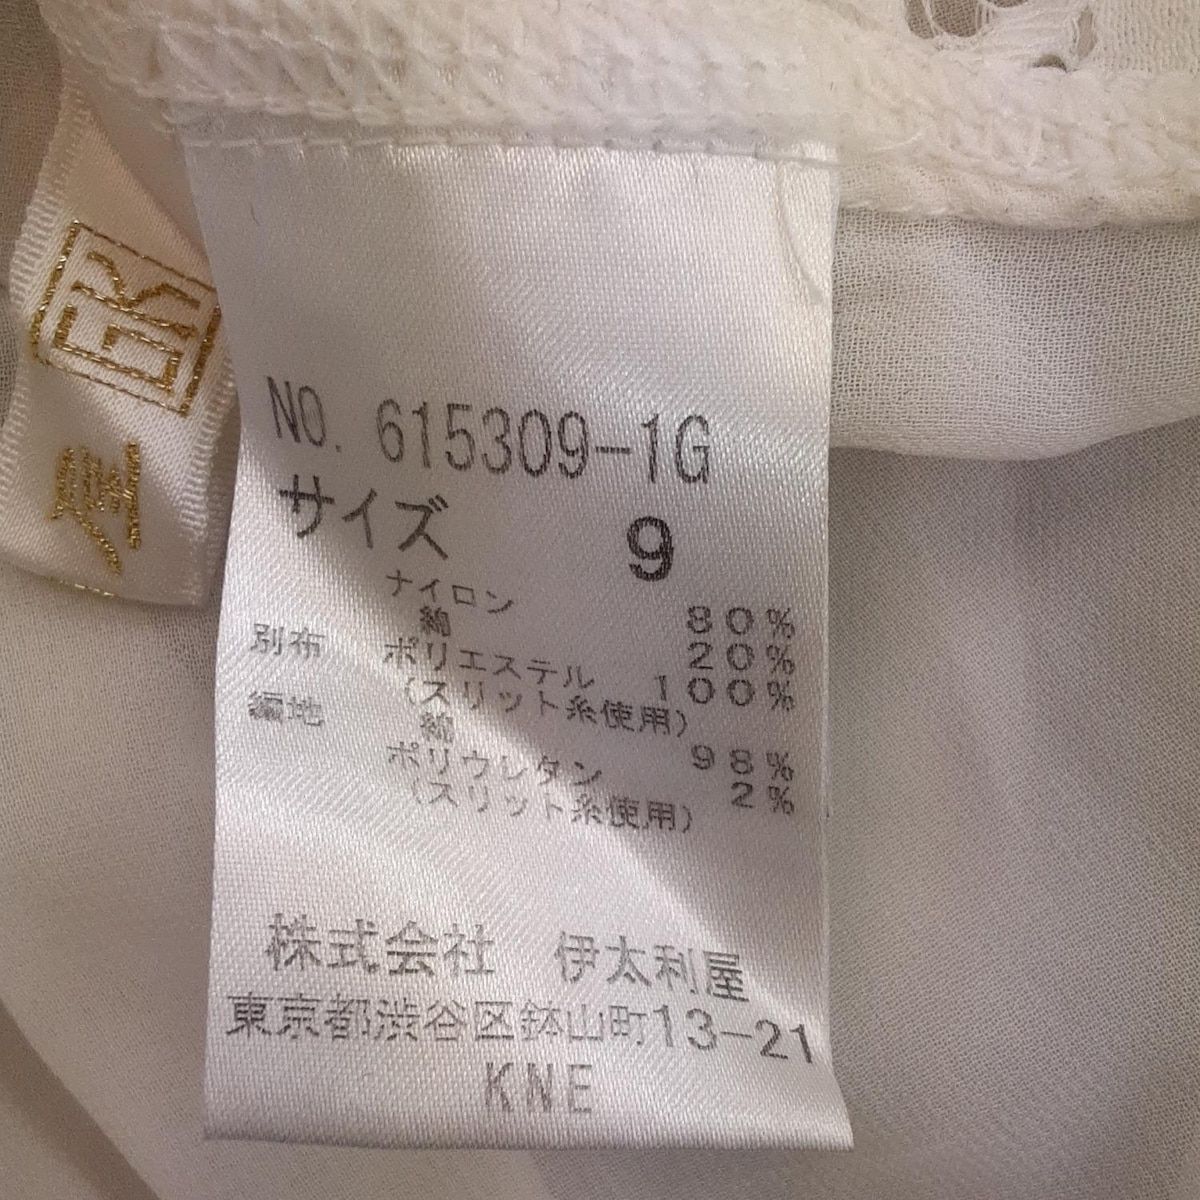 GK
NO. 615309-1G
サイズ 9
ナイロン 80%
綿 20%
別布 ポリエステル 100%
(スリット糸使用)
編地 綿 98%
ポリウレタン 2%
(スリット糸使用)
株式会社 伊太利屋
東京都渋谷区鉢山町13-21
KNE